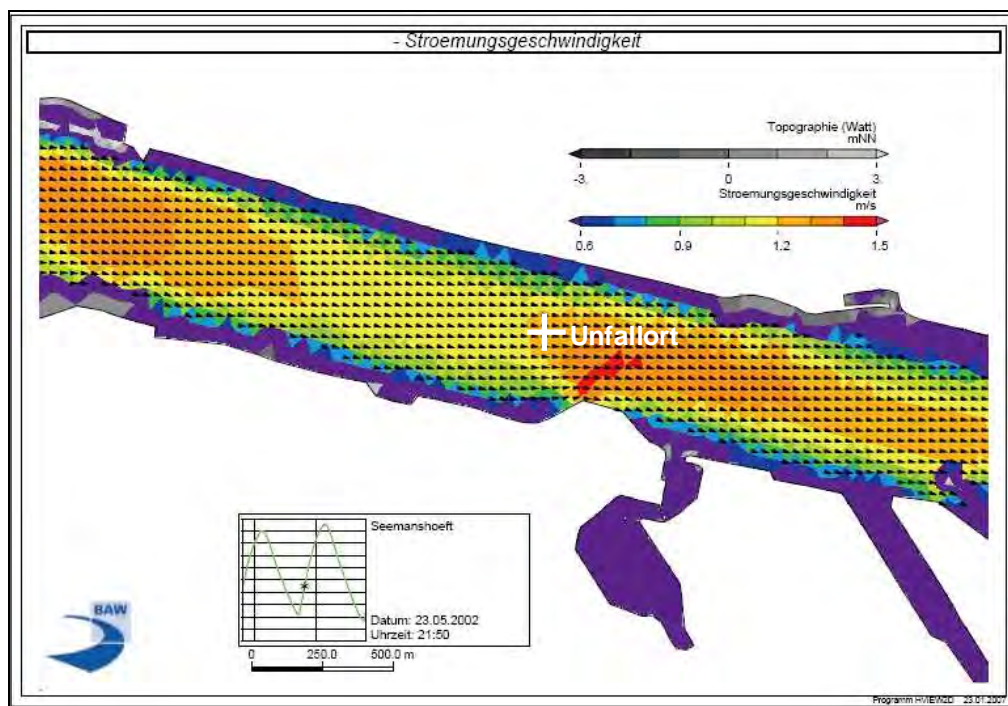 - Stroemungsgeschwindigkeit
Topographie (Watt)
mNN
-3. 0 3.
Stroemungsgeschwindigkeit
m/s
0.6 0.9 1.2 1.5
Unfallort
Seemanshoeft
Datum: 23.05.2002
Uhrzeit: 21:50
0 250.0 500.0 m
BAW
Programm HVIEW2D 23.01.2007